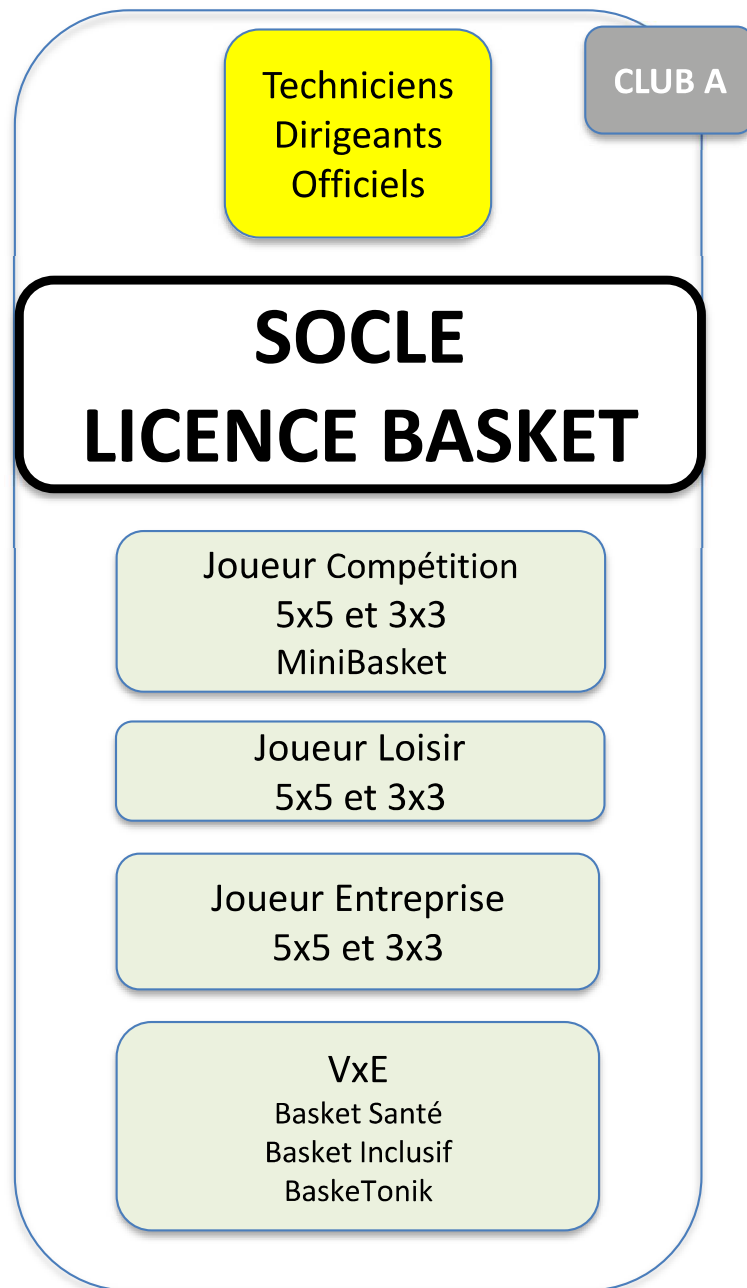 CLUB A
Techniciens
Dirigeants
Officiels
SOCLE
LICENCE BASKET
Joueur Compétition
5x5 et 3x3
MiniBasket
Joueur Loisir
5x5 et 3x3
Joueur Entreprise
5x5 et 3x3
VxE
Basket Santé
Basket Inclusif
BaskeTonik